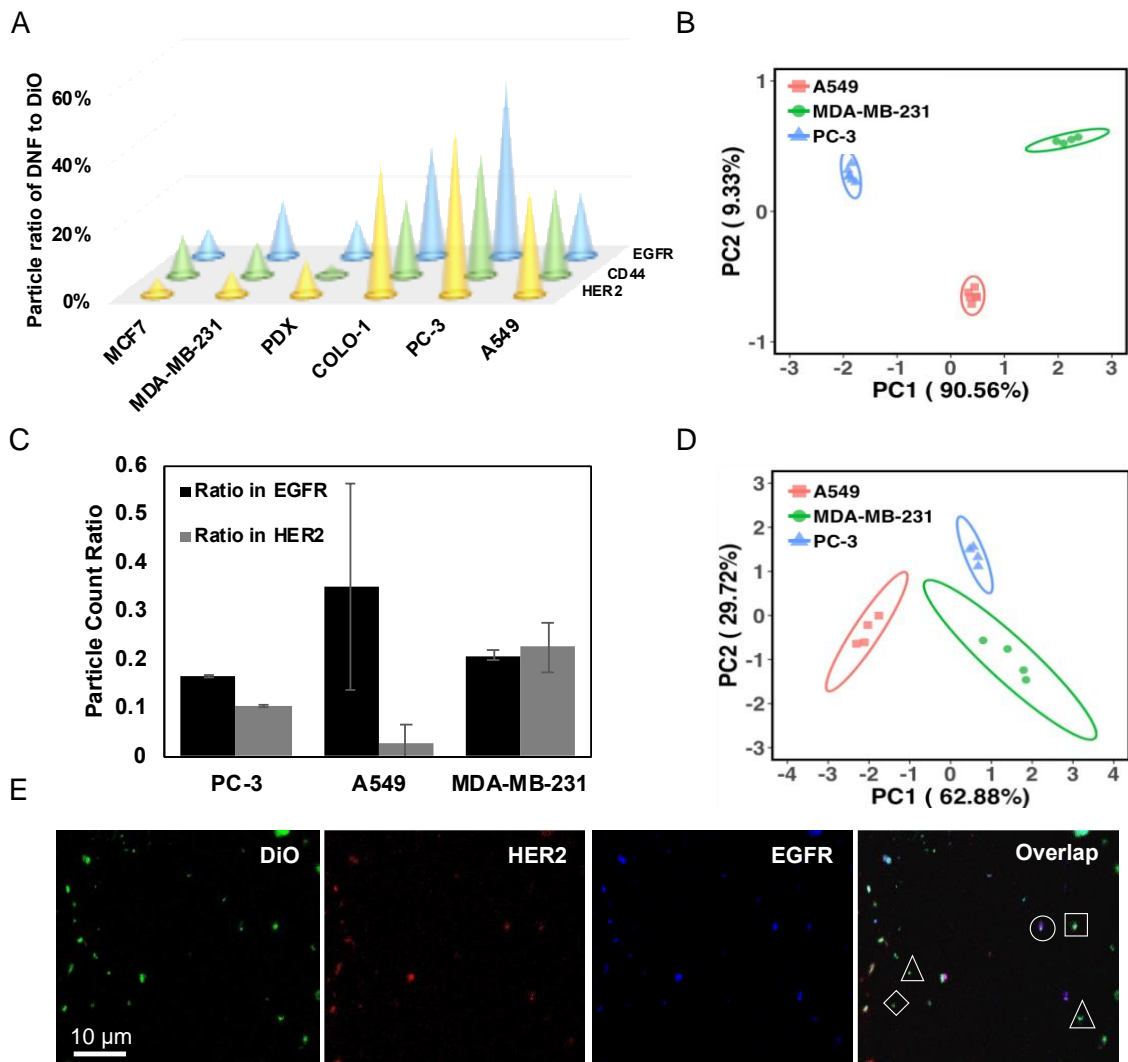 A
Particle ratio of DNF to DiO
60%
40%
20%
0%
EGFR
CD44
HER2
MCF7
MDA-MB-231
PDX
COLO-1
PC-3
A549
B
A549
MDA-MB-231
PC-3
PC2 ( 9.33%)
1
0
-1
-3 -2 -1 0 1 2 3
PC1 ( 90.56%)
C
Particle Count Ratio
0.6
0.5
0.4
0.3
0.2
0.1
0
Ratio in EGFR
Ratio in HER2
PC-3 A549 MDA-MB-231
D
A549
MDA-MB-231
PC-3
PC2 ( 29.72%)
3
2
1
0
-1
-2
-3
-4 -3 -2 -1 0 1 2 3 4
PC1 ( 62.88%)
E
DiO
HER2
EGFR
Overlap
10 µm